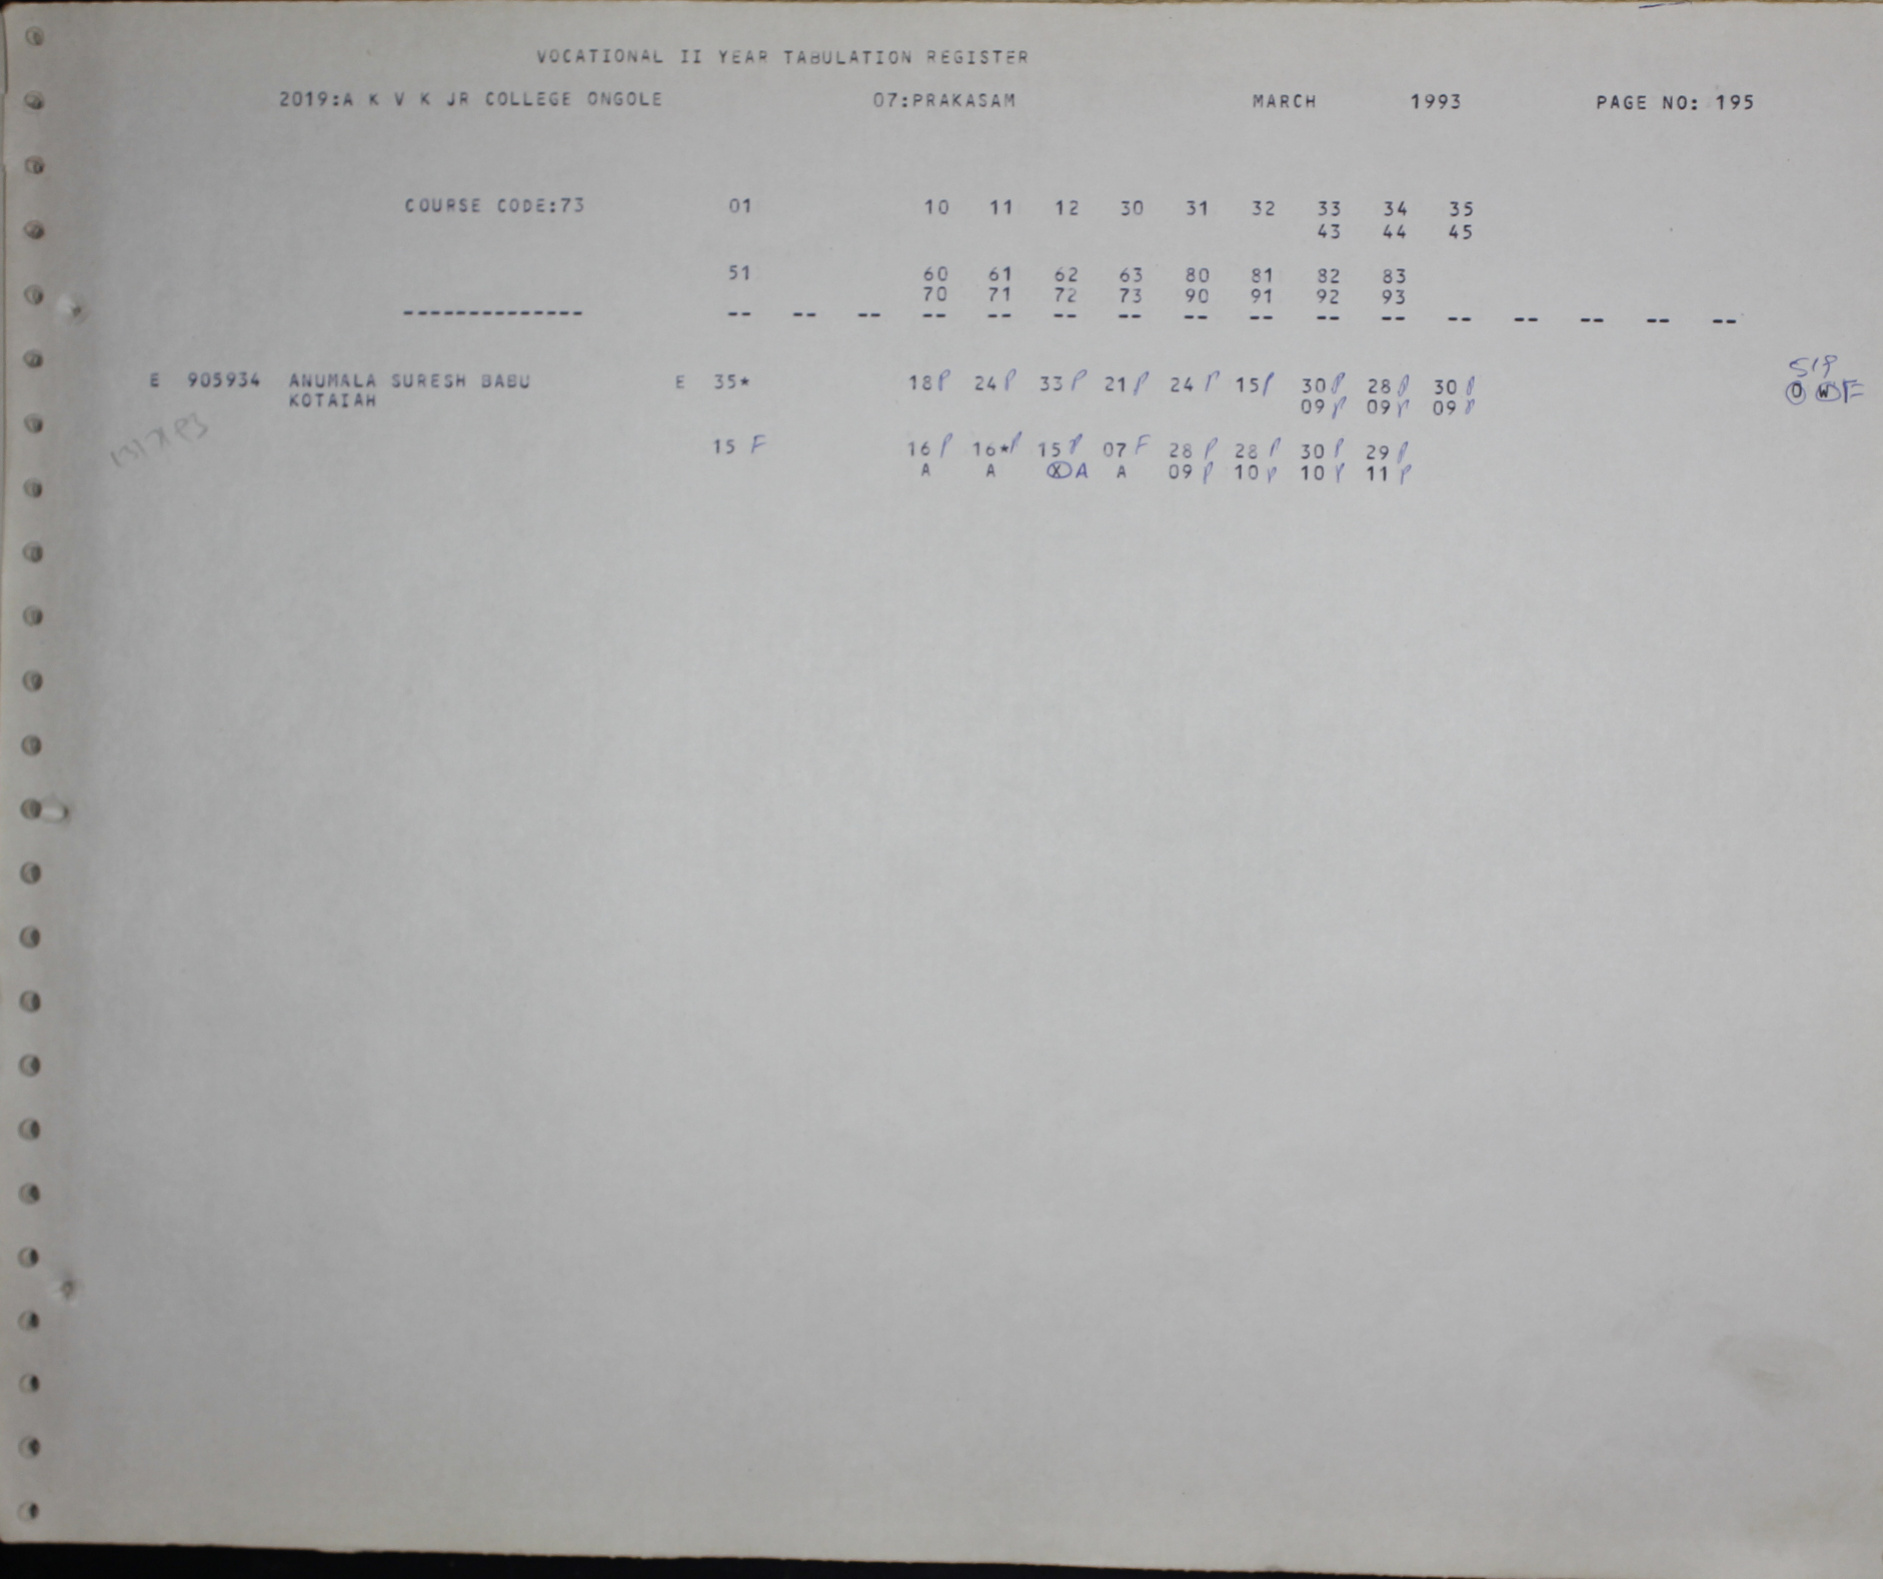 VOCATIONAL II YEAR TABULATION REGISTER
2019:A K V K JR COLLEGE ONGOLE 07:PRAKASAM MARCH 1993 PAGE NO: 195
COURSE CODE:73 01 10 11 12 30 31 32 33 34 35
43 44 45
51 60 61 62 63 80 81 82 83
70 71 72 73 90 91 92 93
-------------- -- -- -- -- -- -- -- -- -- -- -- -- -- -- -- --
E 905934 ANUMALA SURESH BABU E 35* 18 P 24 P 33 P 21 P 24 P 15 P 30 P 28 P 30 P
KOTAIAH 09 P 09 P 09 P
15 F 16 P 16* P 15 P 07 F 28 P 28 P 30 P 29 P
A A X A A 09 P 10 P 10 P 11 P